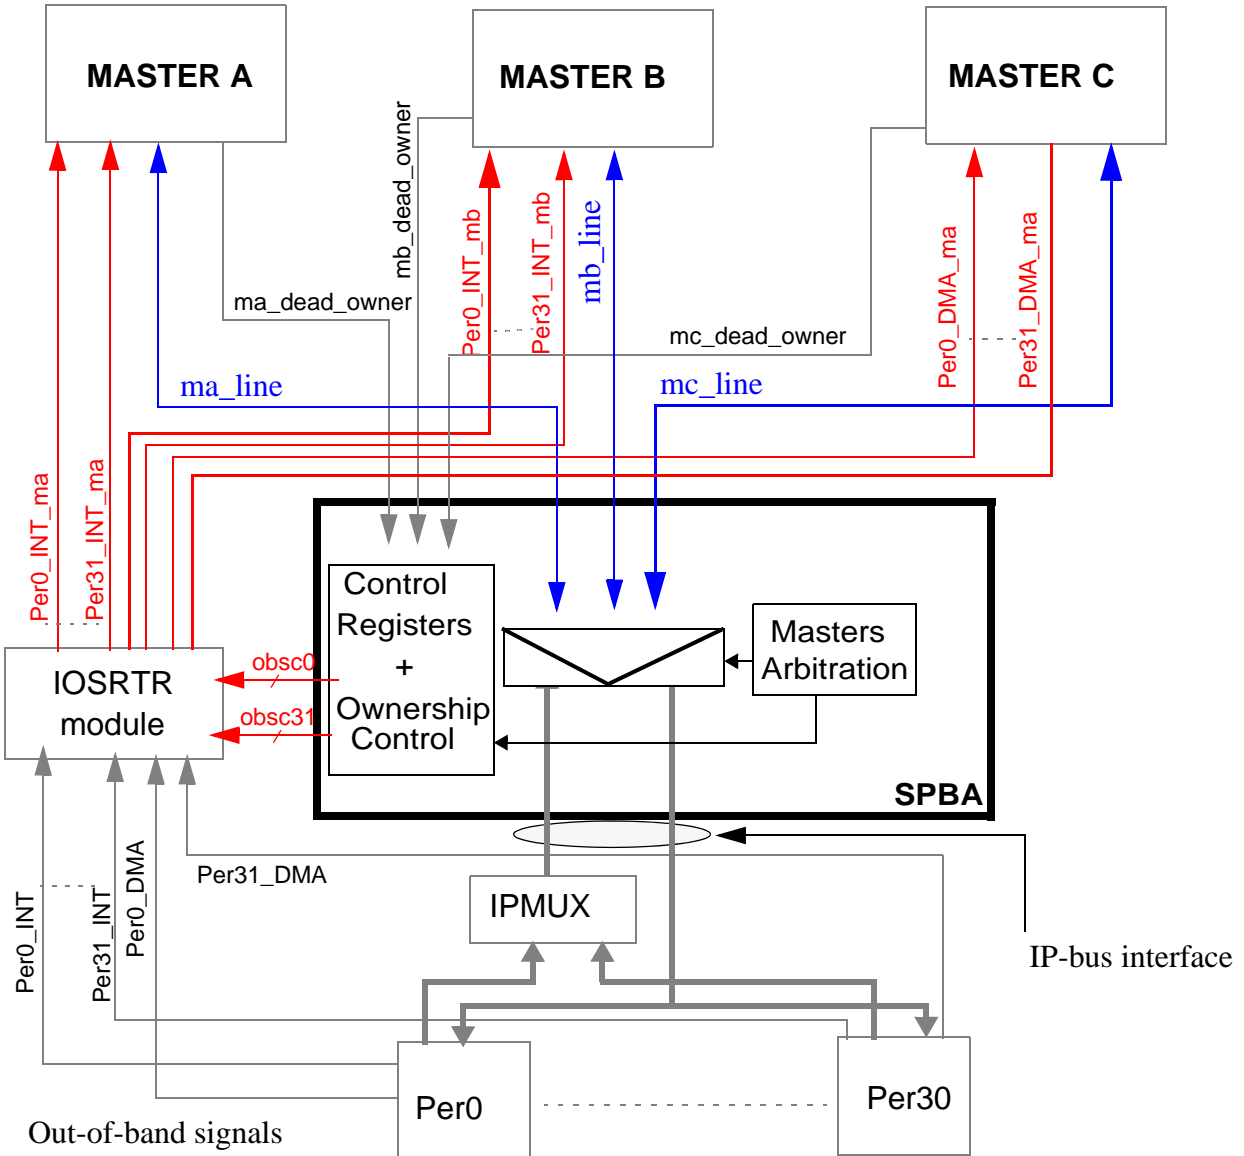 MASTER A
MASTER B
MASTER C
mb_dead_owner
Per0_INT_mb
Per31_INT_mb
mb_line
Per0_DMA_ma
Per31_DMA_ma
ma_dead_owner
mc_dead_owner
ma_line
mc_line
Per0_INT_ma
Per31_INT_ma
Control
Registers
+
Ownership
Control
Masters
Arbitration
obsc0
obsc31
IOSRTR
module
SPBA
Per0_INT
Per31_INT
Per0_DMA
Per31_DMA
IPMUX
IP-bus interface
Per0
Per30
Out-of-band signals